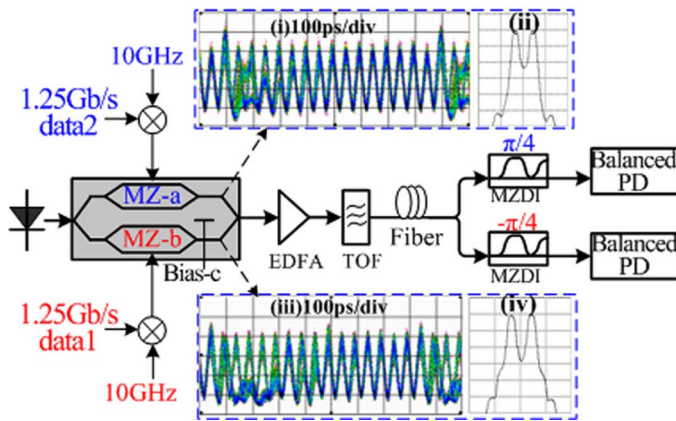 (i)100ps/div
(ii)
10GHz
1.25Gb/s
data2
MZ-a
MZ-b
Bias-c
EDFA
TOF
Fiber
π/4
MZDI
Balanced
PD
-π/4
MZDI
Balanced
PD
1.25Gb/s
data1
10GHz
(iii)100ps/div
(iv)